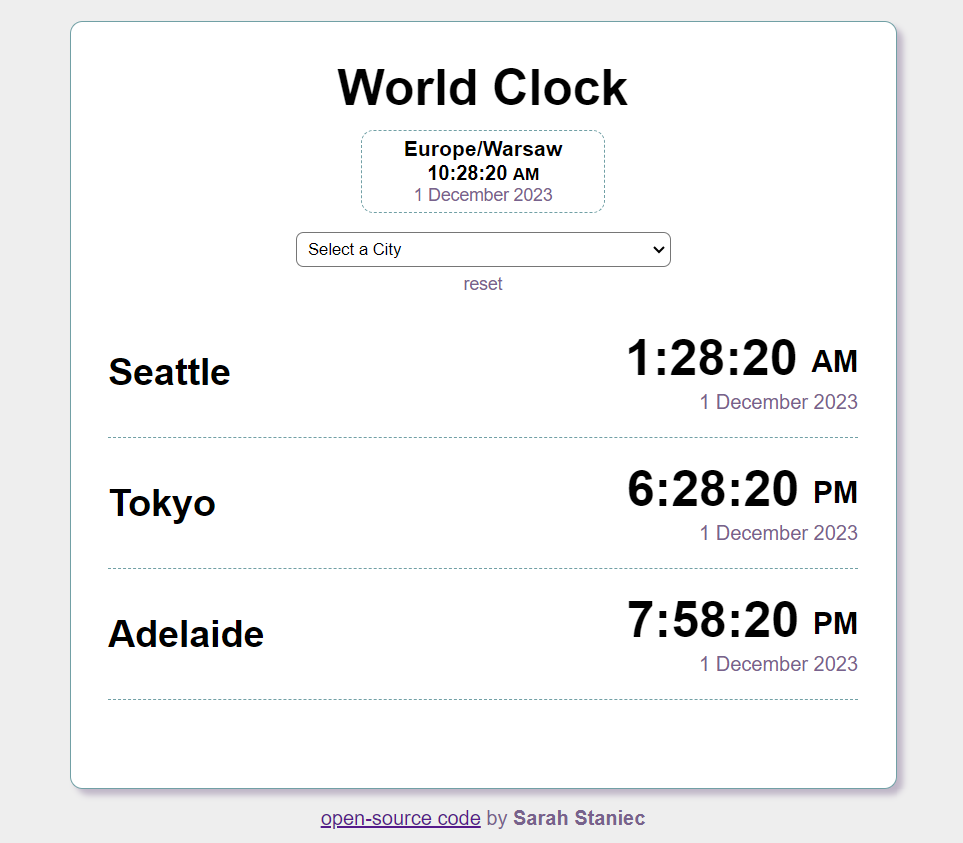 World Clock
Europe/Warsaw
10:28:20 AM
1 December 2023
Select a City
reset
Seattle
1:28:20 AM
1 December 2023
Tokyo
6:28:20 PM
1 December 2023
Adelaide
7:58:20 PM
1 December 2023
open-source code by Sarah Staniec